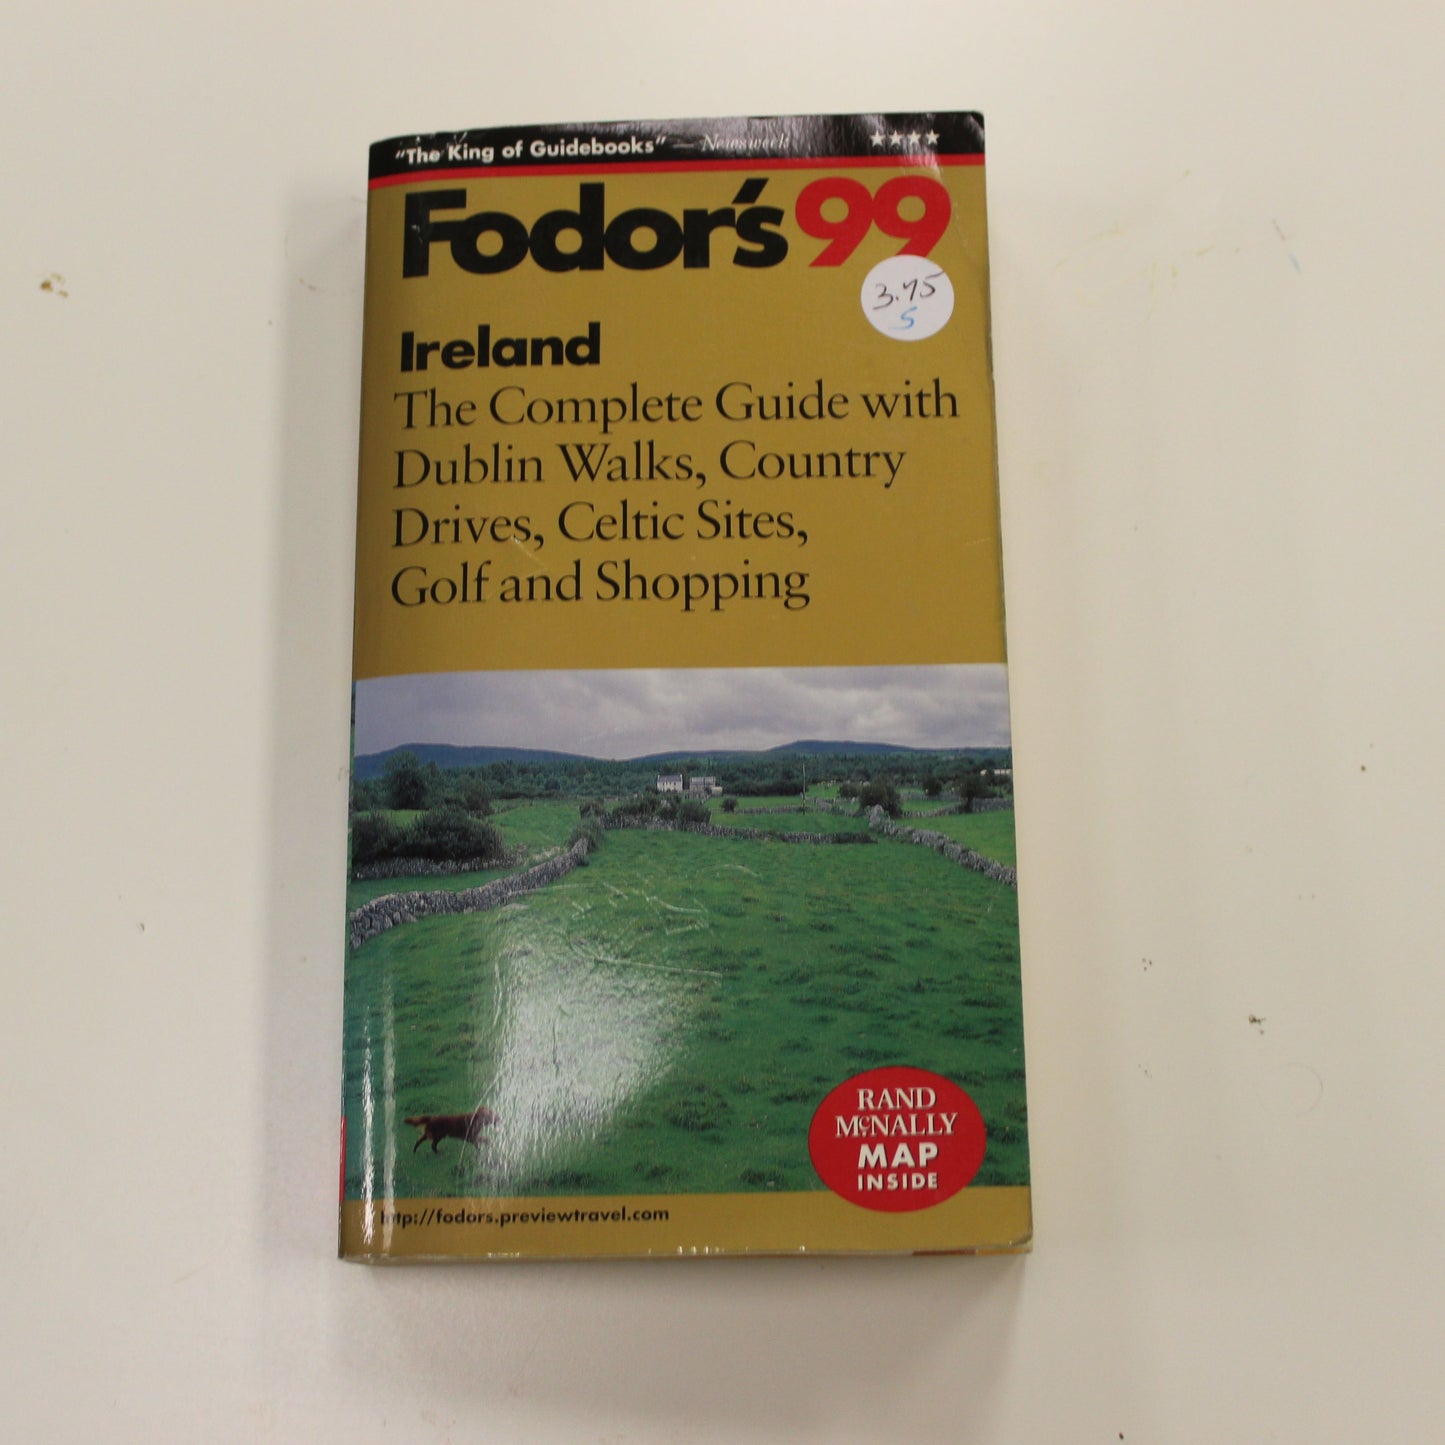 "The King of Guidebooks" — Newsweek ★★★★
Fodor's 99
3.95
S
Ireland
The Complete Guide with
Dublin Walks, Country
Drives, Celtic Sites,
Golf and Shopping
RAND
McNALLY
MAP
INSIDE
http://fodors.previewtravel.com